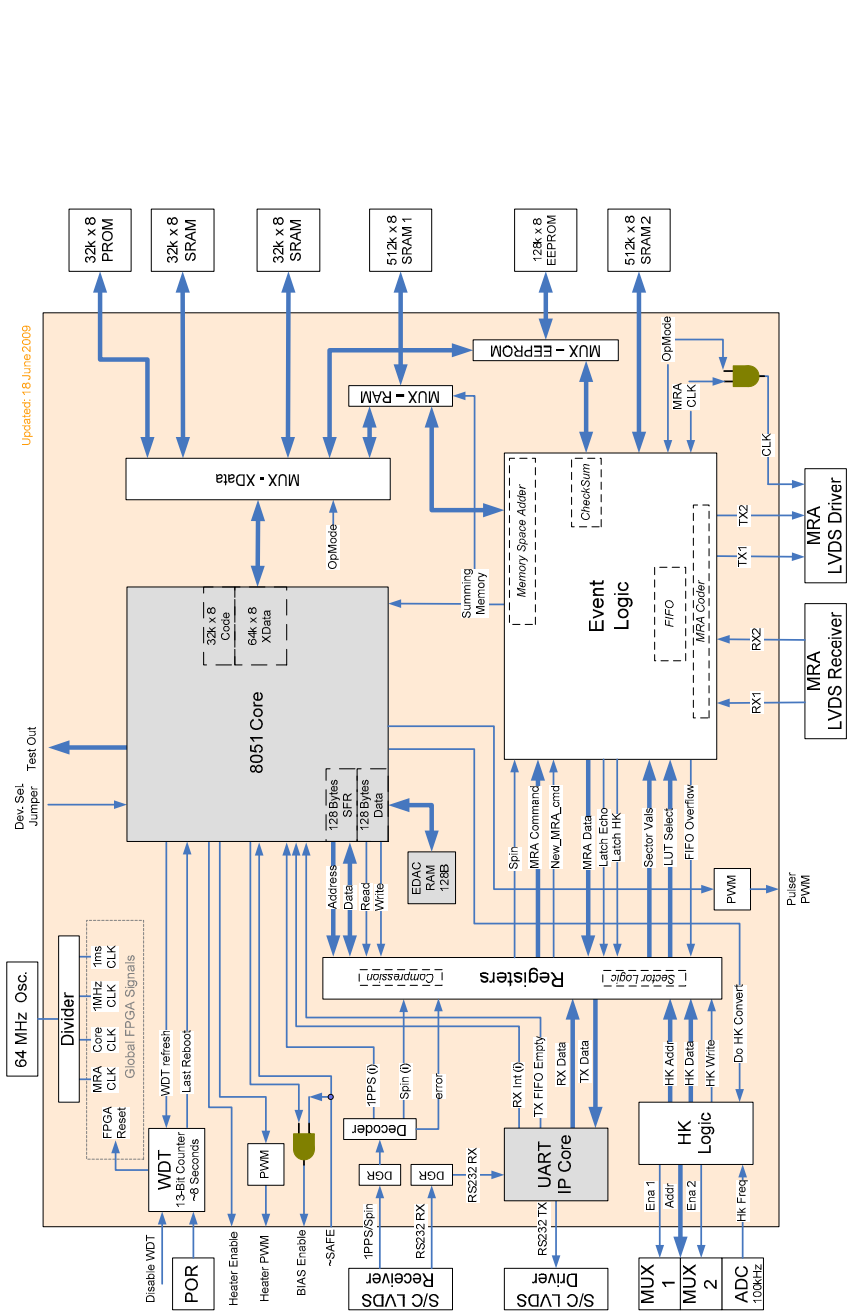 Updated: 18 June 2009
32k x 8
PROM
32k x 8
SRAM
32k x 8
SRAM
512k x 8
SRAM 1
128k x 8
EEPROM
512k x 8
SRAM 2
MUX – EEPROM
MUX – RAM
MUX - XData
OpMode
OpMode
MRA
CLK
CLK
Dev. Sel.
Jumper
Test Out
8051 Core
32k x 8
Code
64k x 8
XData
128 Bytes
SFR
128 Bytes
Data
EDAC
RAM
128B
Summing
Memory
Memory Space Adder
CheckSum
Event
Logic
FIFO
MRA Coder
TX2
TX1
RX2
RX1
MRA
LVDS Driver
MRA
LVDS Receiver
64 MHz Osc.
Divider
MRA
CLK
Core
CLK
1MHz
CLK
1ms
CLK
Global FPGA Signals
FPGA
Reset
WDT refresh
Last Reboot
WDT
13-Bit Counter
~8 Seconds
Disable WDT
POR
Heater Enable
Heater PWM
PWM
BIAS Enable
~SAFE
Address
Data
Read
Write
Spin
MRA Command
New_MRA_cmd
MRA Data
Latch Echo
Latch HK
Sector Vals
LUT Select
FIFO Overflow
PWM
Pulser
PWM
Registers
Compression
Sector Logic
1PPS (i)
Spin (i)
error
Decoder
DGR
DGR
1PPS/Spin
RS232 RX
RS232 RX
S/C LVDS
Receiver
RX Int (i)
TX FIFO Empty
RX Data
TX Data
UART
IP Core
RS232 TX
S/C LVDS
Driver
HK Addr
HK Data
HK Write
Do HK Convert
HK
Logic
Ena 1
Addr
Ena 2
Hk Freq
MUX
1
MUX
2
ADC
100kHz